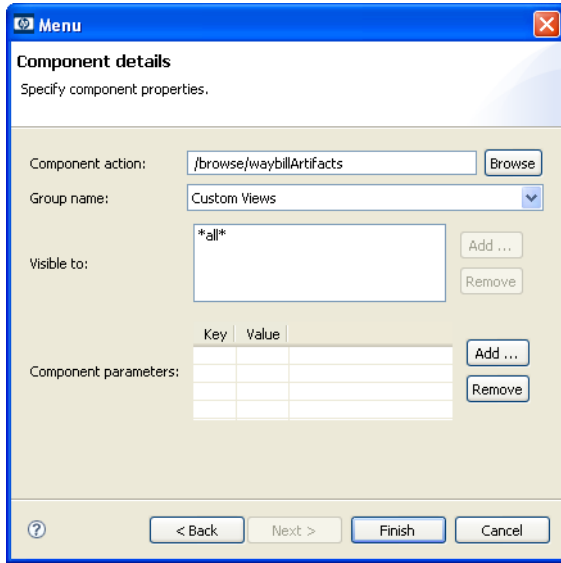 Menu
Component details
Specify component properties.
Component action: /browse/waybillArtifacts Browse
Group name: Custom Views
*all*
Visible to:
Add ...
Remove
Key Value
Component parameters:
Add ...
Remove
< Back Next > Finish Cancel